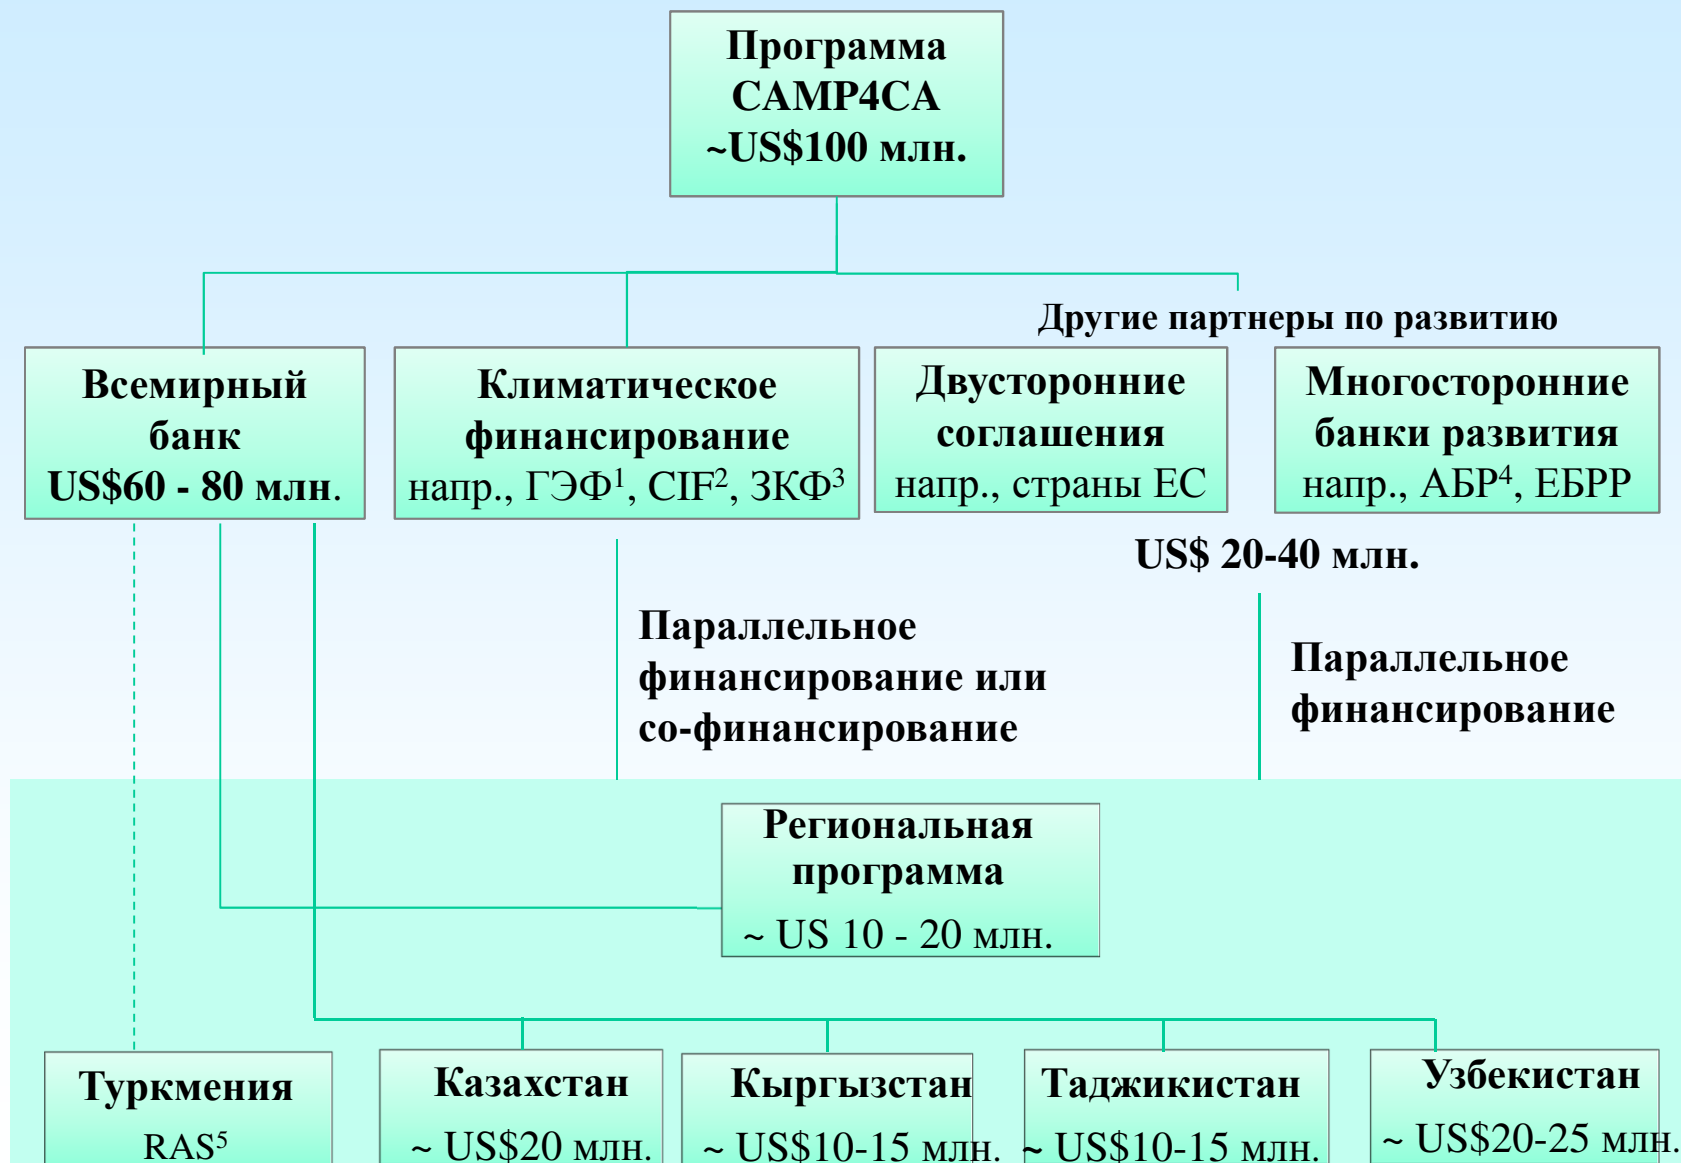 Программа
CAMP4CA
~US$100 млн.
Другие партнеры по развитию
Всемирный
банк
US$60 - 80 млн.
Климатическое
финансирование
напр., ГЭФ¹, CIF², ЗКФ³
Двусторонние
соглашения
напр., страны ЕС
Многосторонние
банки развития
напр., АБР⁴, ЕБРР
US$ 20-40 млн.
Параллельное
финансирование или
со-финансирование
Параллельное
финансирование
Региональная
программа
~ US 10 - 20 млн.
Туркмения
RAS⁵
Казахстан
~ US$20 млн.
Кыргызстан
~ US$10-15 млн.
Таджикистан
~ US$10-15 млн.
Узбекистан
~ US$20-25 млн.